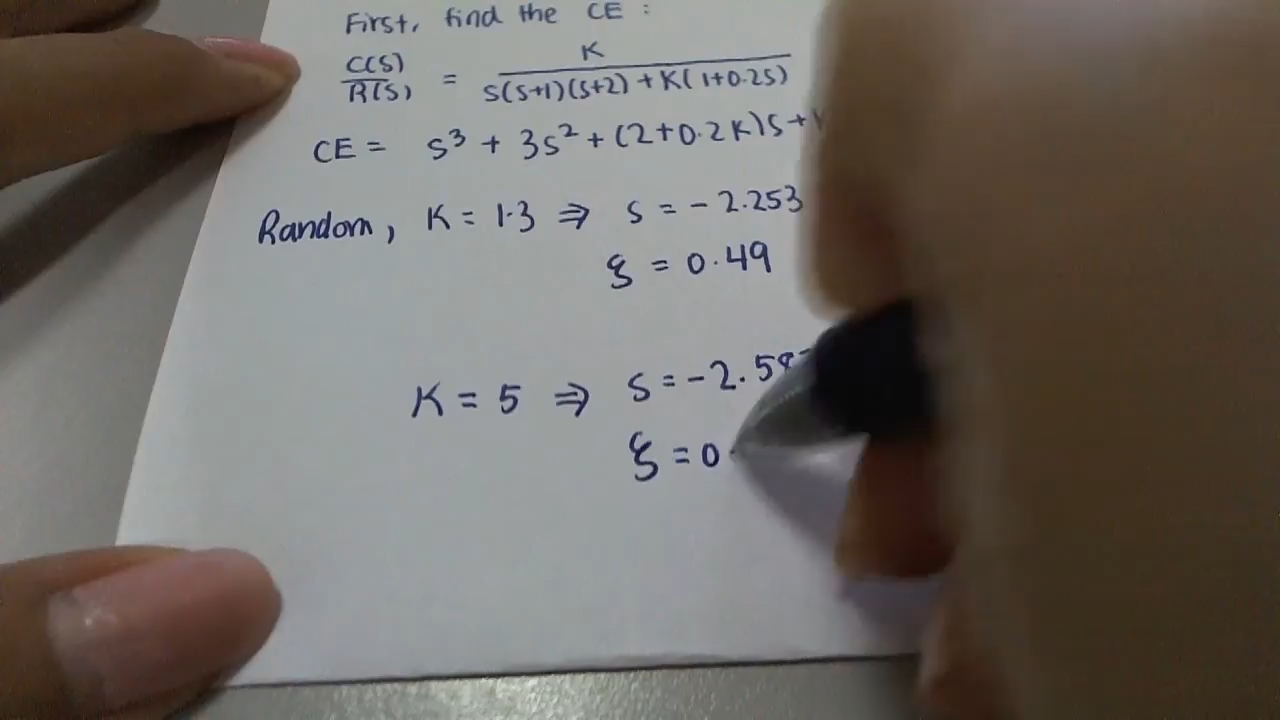 First, find the CE :
C(S)/R(S) = K / S(S+1)(S+2) + K(1+0.2S)
CE = S³ + 3S² + (2+0.2K)S +
Random, K = 1.3 ⇒ S = - 2.253
ξ = 0.49
K = 5 ⇒ S = -2.58
ξ = 0.